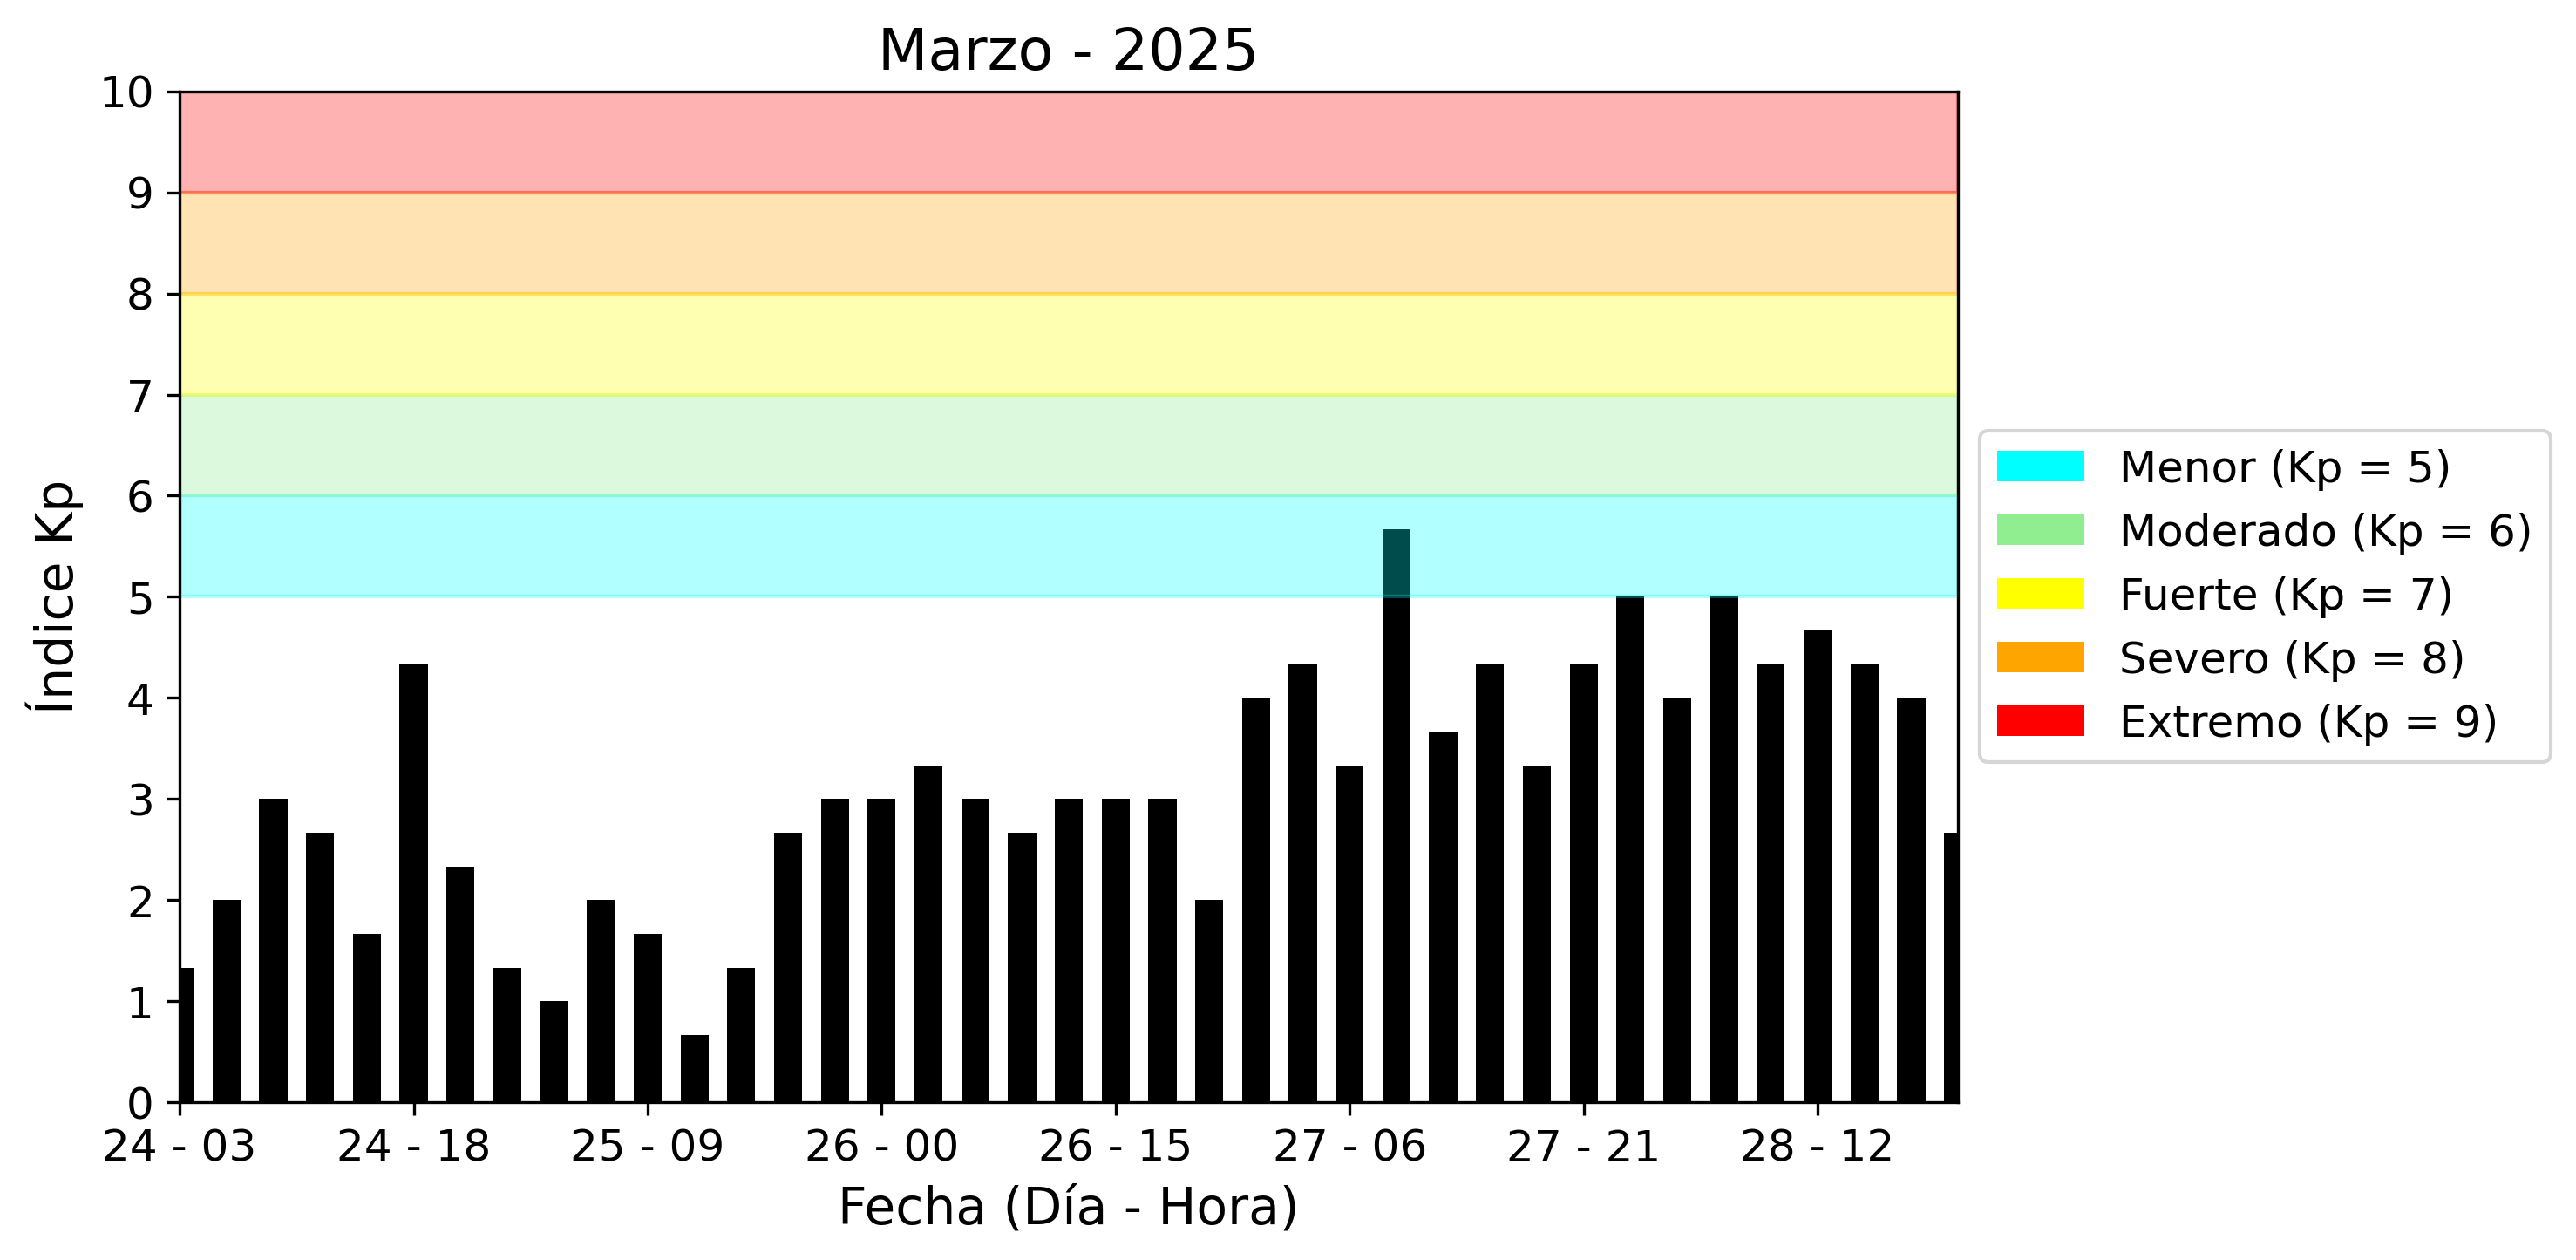 Marzo - 2025
10
9
8
7
6
5
4
3
2
1
0
Índice Kp
24 - 03
24 - 18
25 - 09
26 - 00
26 - 15
27 - 06
27 - 21
28 - 12
Fecha (Día - Hora)
Menor (Kp = 5)
Moderado (Kp = 6)
Fuerte (Kp = 7)
Severo (Kp = 8)
Extremo (Kp = 9)